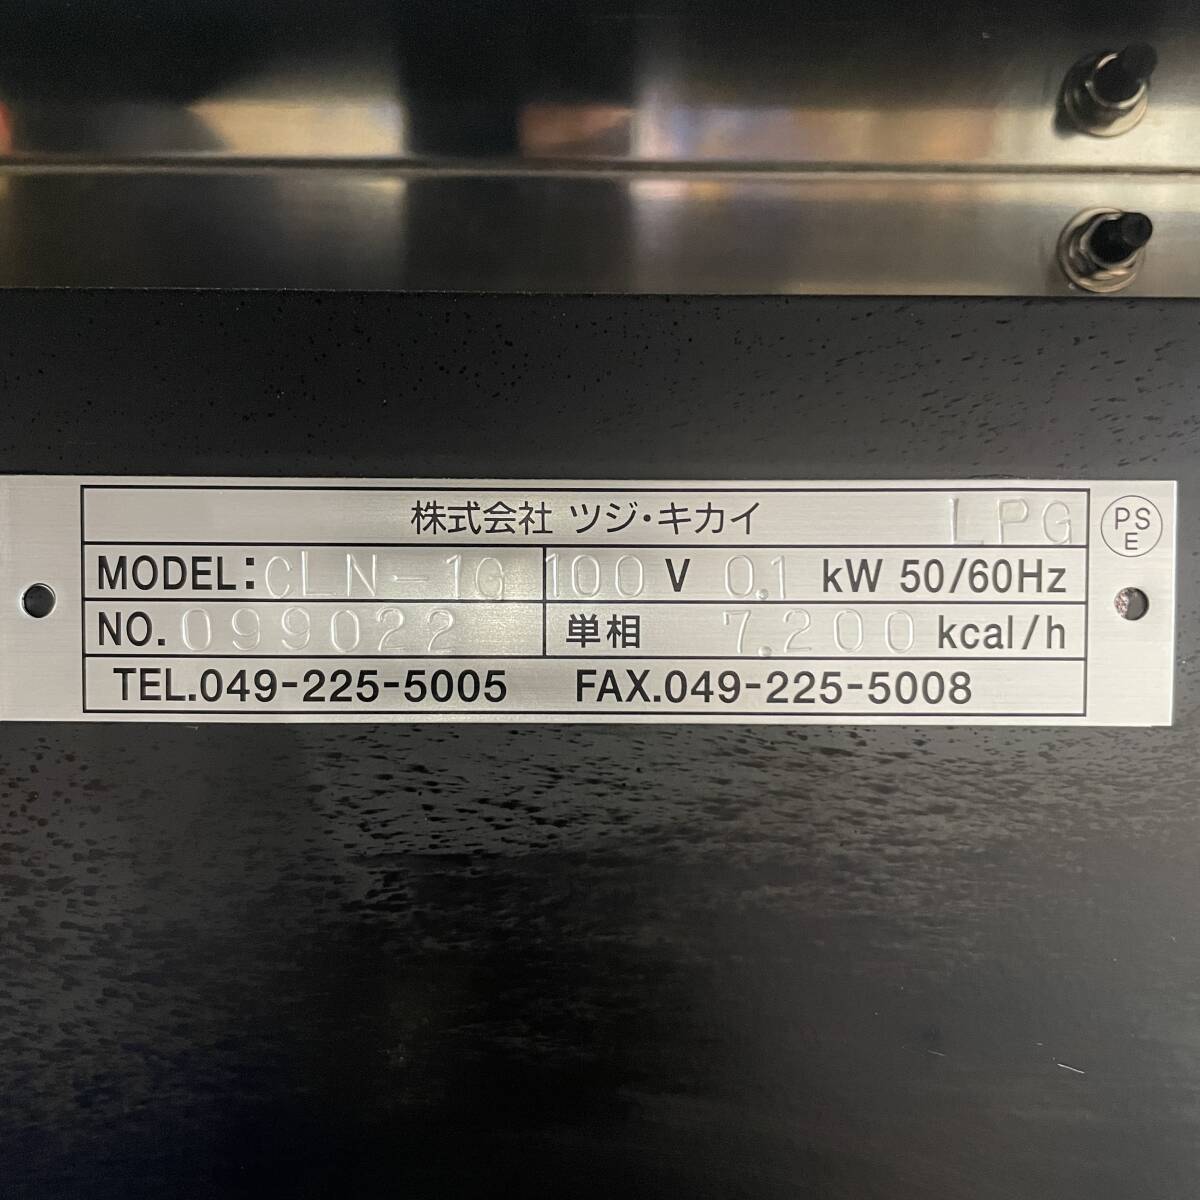 株式会社 ツジ・キカイ LPG
PS
E
MODEL:CLN-1G 100 V 0.1 kW 50/60Hz
NO.099022 単相 7.200 kcal/h
TEL.049-225-5005 FAX.049-225-5008